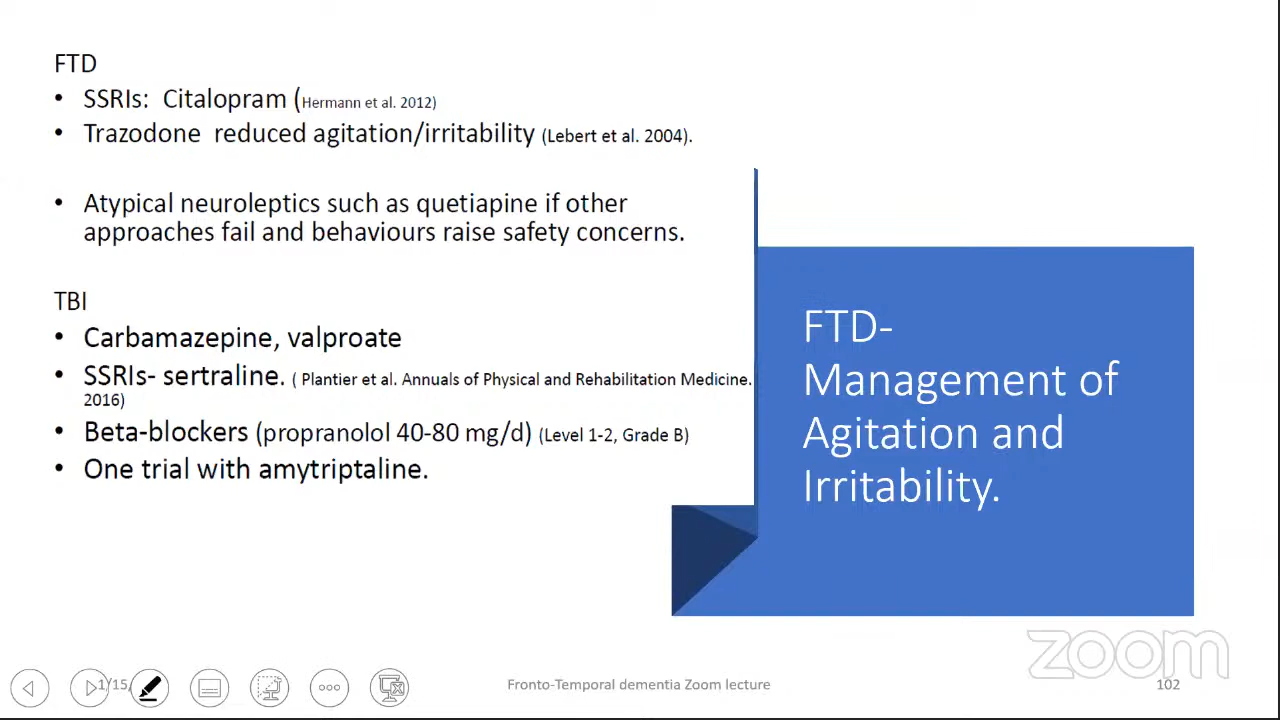 FTD
• SSRIs: Citalopram (Hermann et al. 2012)
• Trazodone reduced agitation/irritability (Lebert et al. 2004).
• Atypical neuroleptics such as quetiapine if other
approaches fail and behaviours raise safety concerns.
TBI
• Carbamazepine, valproate
• SSRIs- sertraline. ( Plantier et al. Annuals of Physical and Rehabilitation Medicine.
2016)
• Beta-blockers (propranolol 40-80 mg/d) (Level 1-2, Grade B)
• One trial with amytriptaline.
FTD-
Management of
Agitation and
Irritability.
zoom
1/15/
Fronto-Temporal dementia Zoom lecture
102